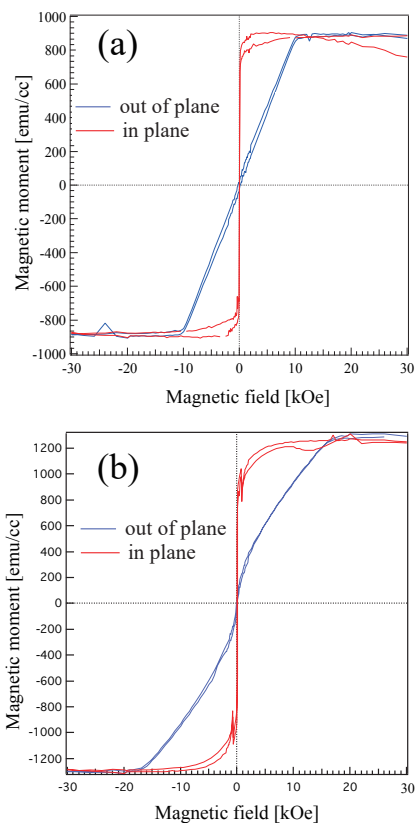 (a)
1000
800
600
400
200
0
200
400
600
-800
-1000
Magnetic moment [emu/cc]
out of plane
in plane
-30 -20 -10 0 10 20 30
Magnetic field [kOe]
(b)
1200
1000
800
600
400
200
0
-200
-400
-600
-800
-1000
-1200
Magnetic moment [emu/cc]
out of plane
in plane
-30 -20 -10 0 10 20 30
Magnetic field [kOe]